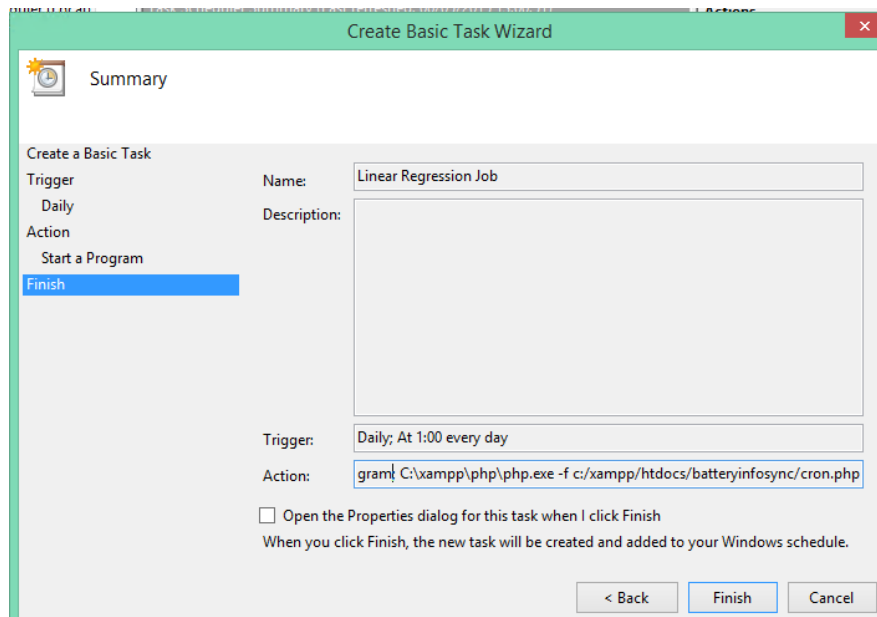 Create Basic Task Wizard
Summary
Create a Basic Task
Trigger
Daily
Action
Start a Program
Finish
Name:
Linear Regression Job
Description:
Trigger:
Daily; At 1:00 every day
Action:
gram; C:\xampp\php\php.exe -f c:/xampp/htdocs/batteryinfosync/cron.php
Open the Properties dialog for this task when I click Finish
When you click Finish, the new task will be created and added to your Windows schedule.
< Back
Finish
Cancel